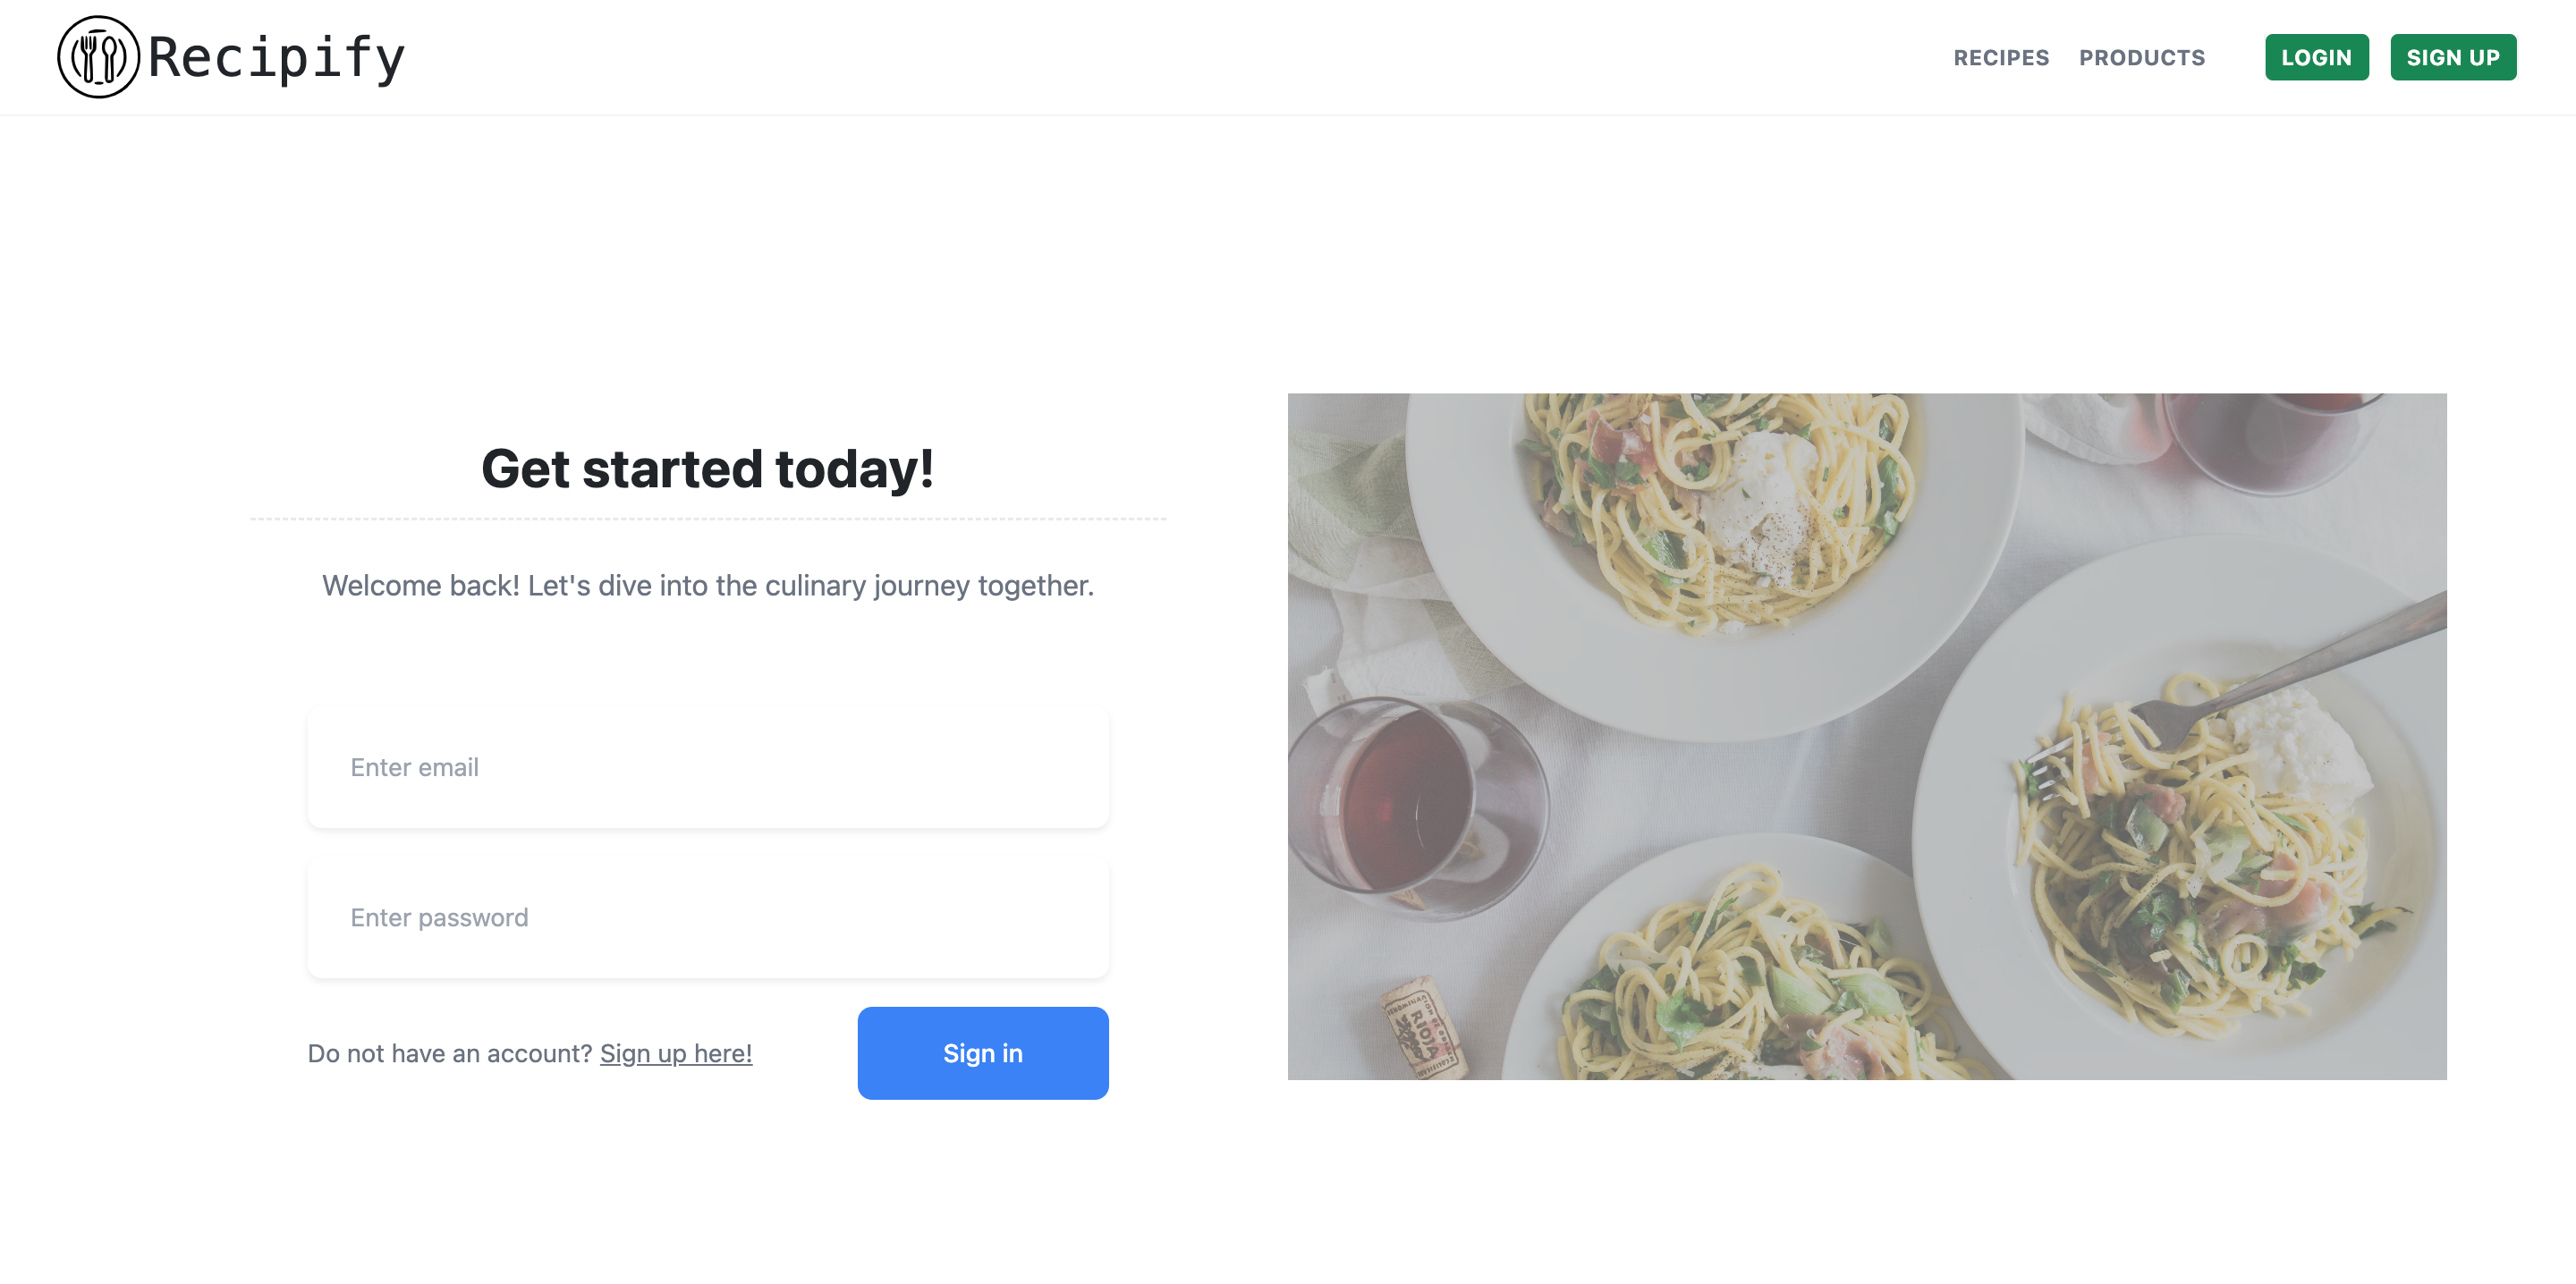 Recipify
RECIPES PRODUCTS LOGIN SIGN UP
Get started today!
Welcome back! Let's dive into the culinary journey together.
Enter email
Enter password
Do not have an account? Sign up here!
Sign in
RIOJA